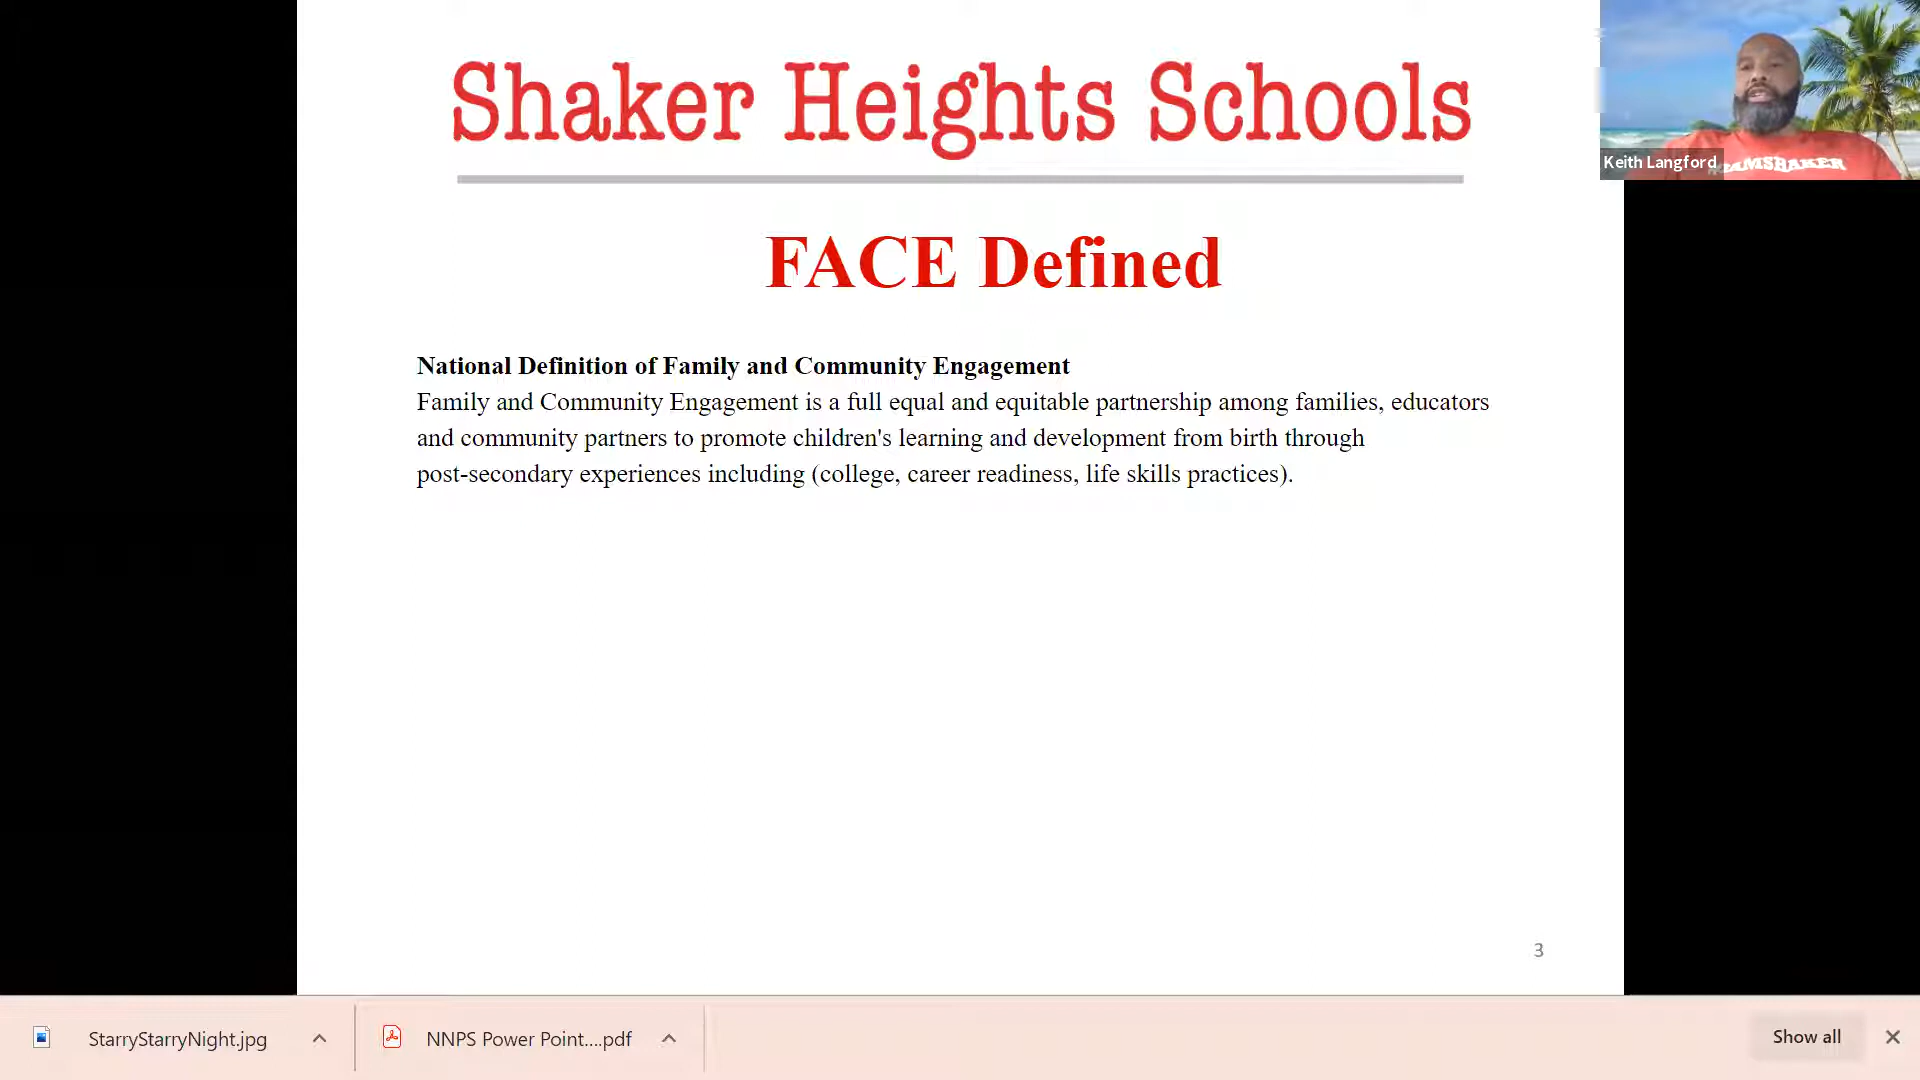 Shaker Heights Schools
Keith Langford
FACE Defined
National Definition of Family and Community Engagement
Family and Community Engagement is a full equal and equitable partnership among families, educators
and community partners to promote children's learning and development from birth through
post-secondary experiences including (college, career readiness, life skills practices).
3
StarryStarryNight.jpg
NNPS Power Point....pdf
Show all